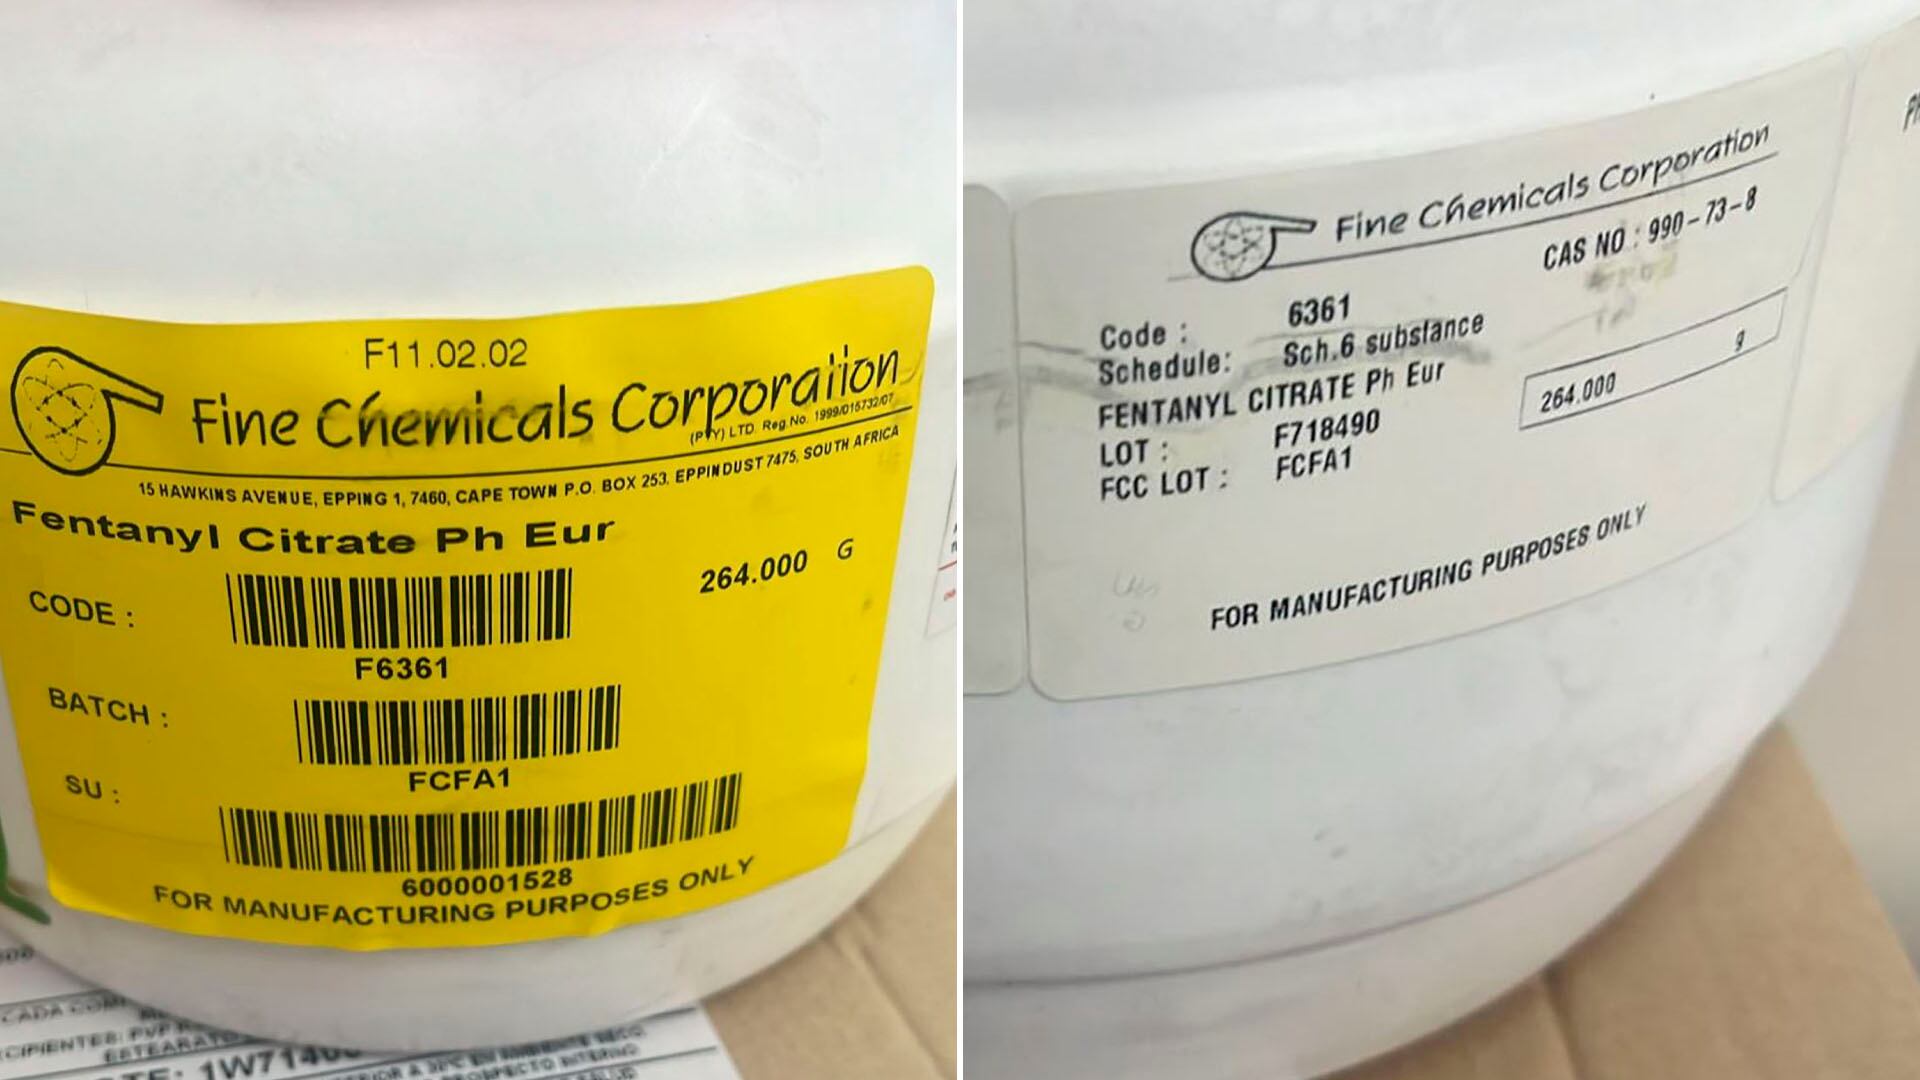 F11.02.02
Fine Chemicals Corporation
(PTY) LTD. Reg.No. 1999/015732/07
15 HAWKINS AVENUE, EPPING 1, 7460, CAPE TOWN P.O. BOX 253, EPPINDUST 7475, SOUTH AFRICA
Fentanyl Citrate Ph Eur
264.000 G
CODE :
F6361
BATCH :
FCFA1
SU :
6000001528
FOR MANUFACTURING PURPOSES ONLY
Fine Chemicals Corporation
CAS NO.: 990-73-8
Code : 6361
Schedule: Sch.6 substance
FENTANYL CITRATE Ph Eur
264.000 g
LOT : F718490
FCC LOT : FCFA1
FOR MANUFACTURING PURPOSES ONLY